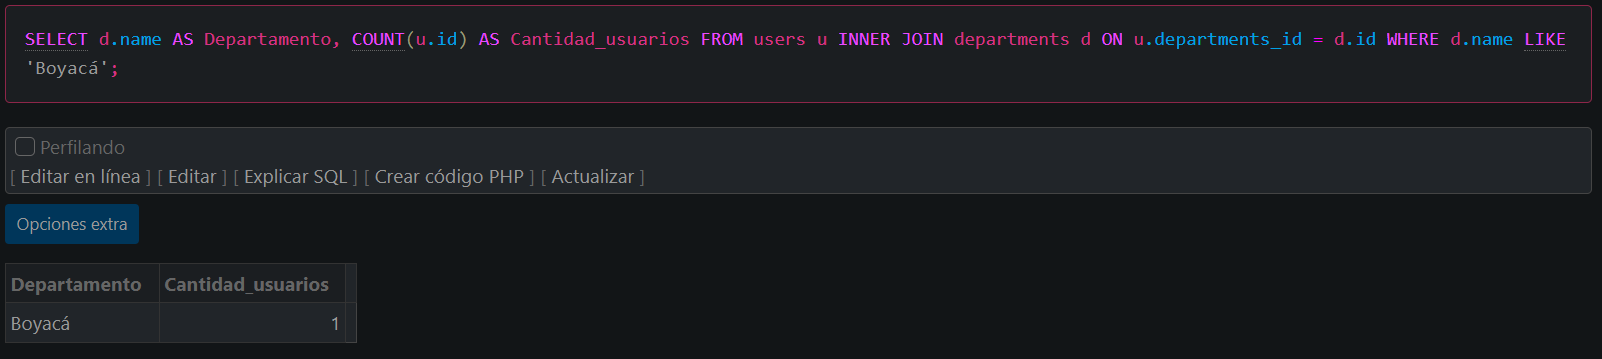 SELECT d.name AS Departamento, COUNT(u.id) AS Cantidad_usuarios FROM users u INNER JOIN departments d ON u.departments_id = d.id WHERE d.name LIKE
'Boyacá';
Perfilando
[ Editar en línea ] [ Editar ] [ Explicar SQL ] [ Crear código PHP ] [ Actualizar ]
Opciones extra
Departamento Cantidad_usuarios
Boyacá 1